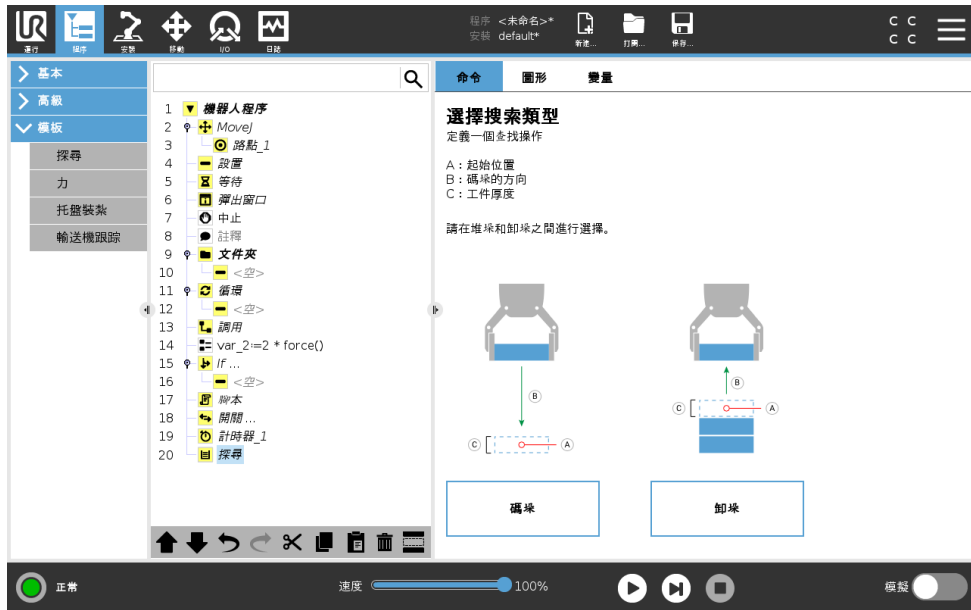 程序 <未命名>*
安裝 default*
運行
程序
安裝
移動
I/O
日誌
新建...
打開...
保存...
C C
C C
基本
高級
模板
探尋
力
托盤裝紮
輸送機跟踪
1 機器人程序
2 MoveJ
3 路點_1
4 設置
5 等待
6 彈出窗口
7 中止
8 註釋
9 文件夾
10 <空>
11 循環
12 <空>
13 調用
14 var_2:=2 * force()
15 If ...
16 <空>
17 腳本
18 開關 ...
19 計時器_1
20 探尋
命令 圖形 變量
選擇搜索類型
定義一個查找操作
A：起始位置
B：碼垛的方向
C：工件厚度
請在堆垛和卸垛之間進行選擇。
B
C
A
B
C
A
碼垛
卸垛
正常
速度
100%
模擬